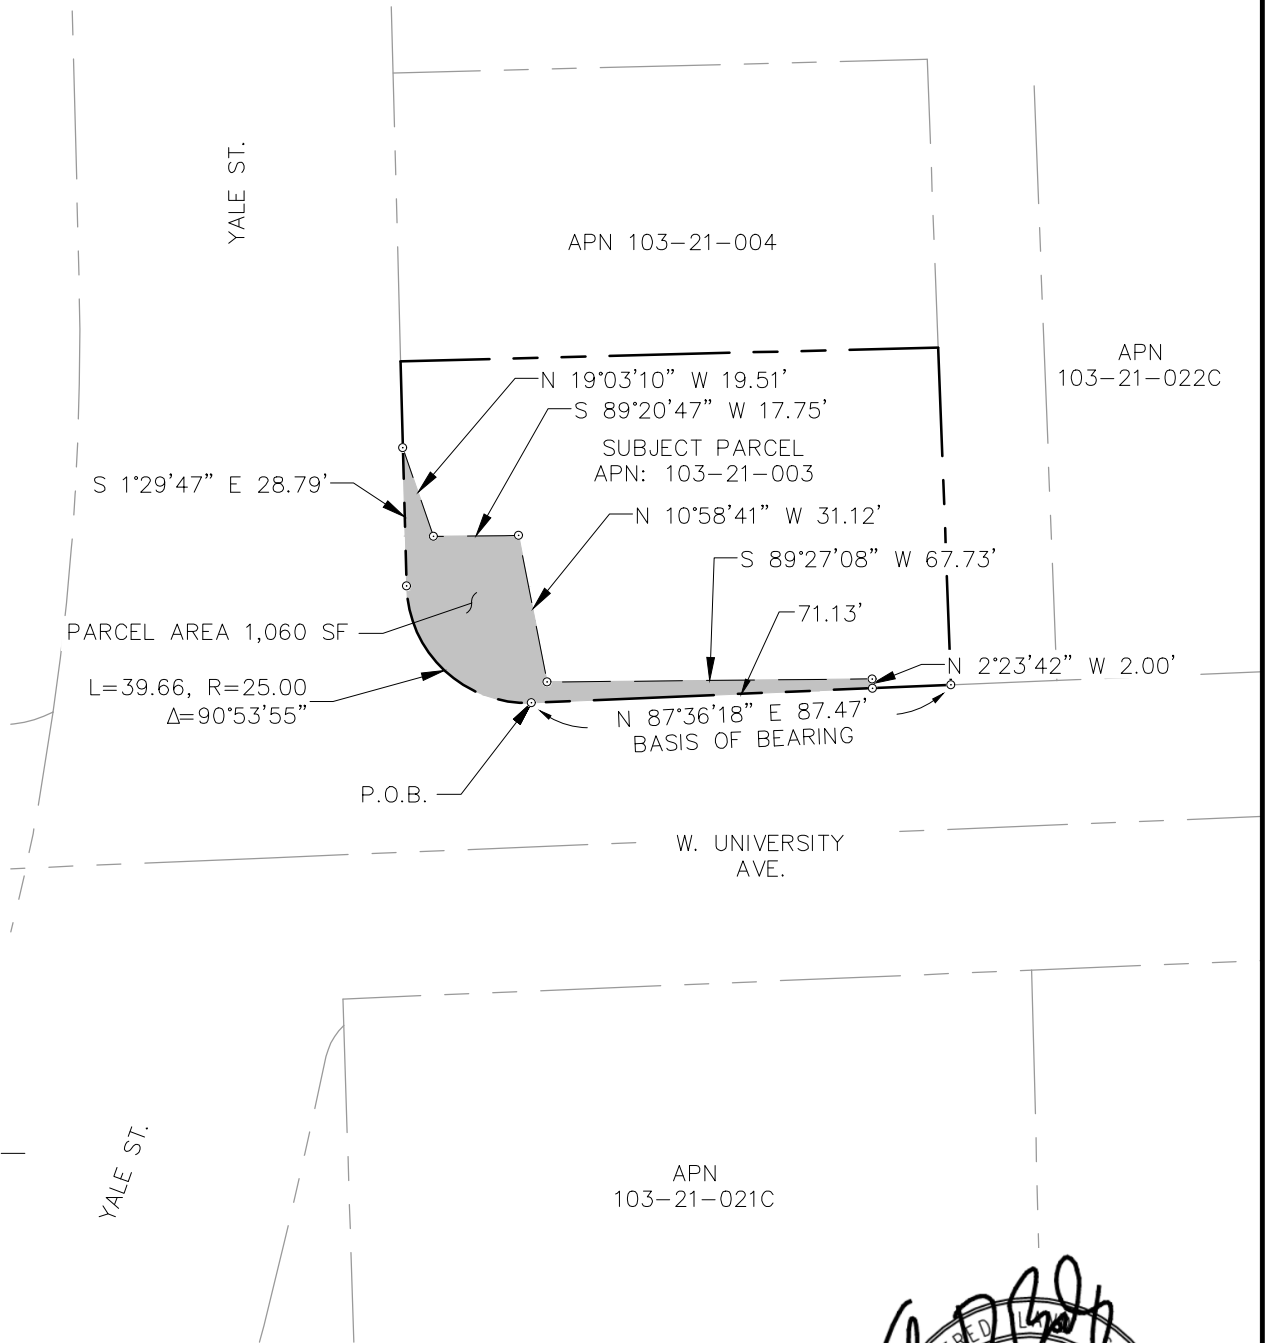 YALE ST.
APN 103-21-004
APN
103-21-022C
N 19°03'10" W 19.51'
S 89°20'47" W 17.75'
SUBJECT PARCEL
APN: 103-21-003
S 1°29'47" E 28.79'
N 10°58'41" W 31.12'
S 89°27'08" W 67.73'
71.13'
PARCEL AREA 1,060 SF
N 2°23'42" W 2.00'
L=39.66, R=25.00
Δ=90°53'55"
N 87°36'18" E 87.47'
BASIS OF BEARING
P.O.B.
W. UNIVERSITY
AVE.
YALE ST.
APN
103-21-021C